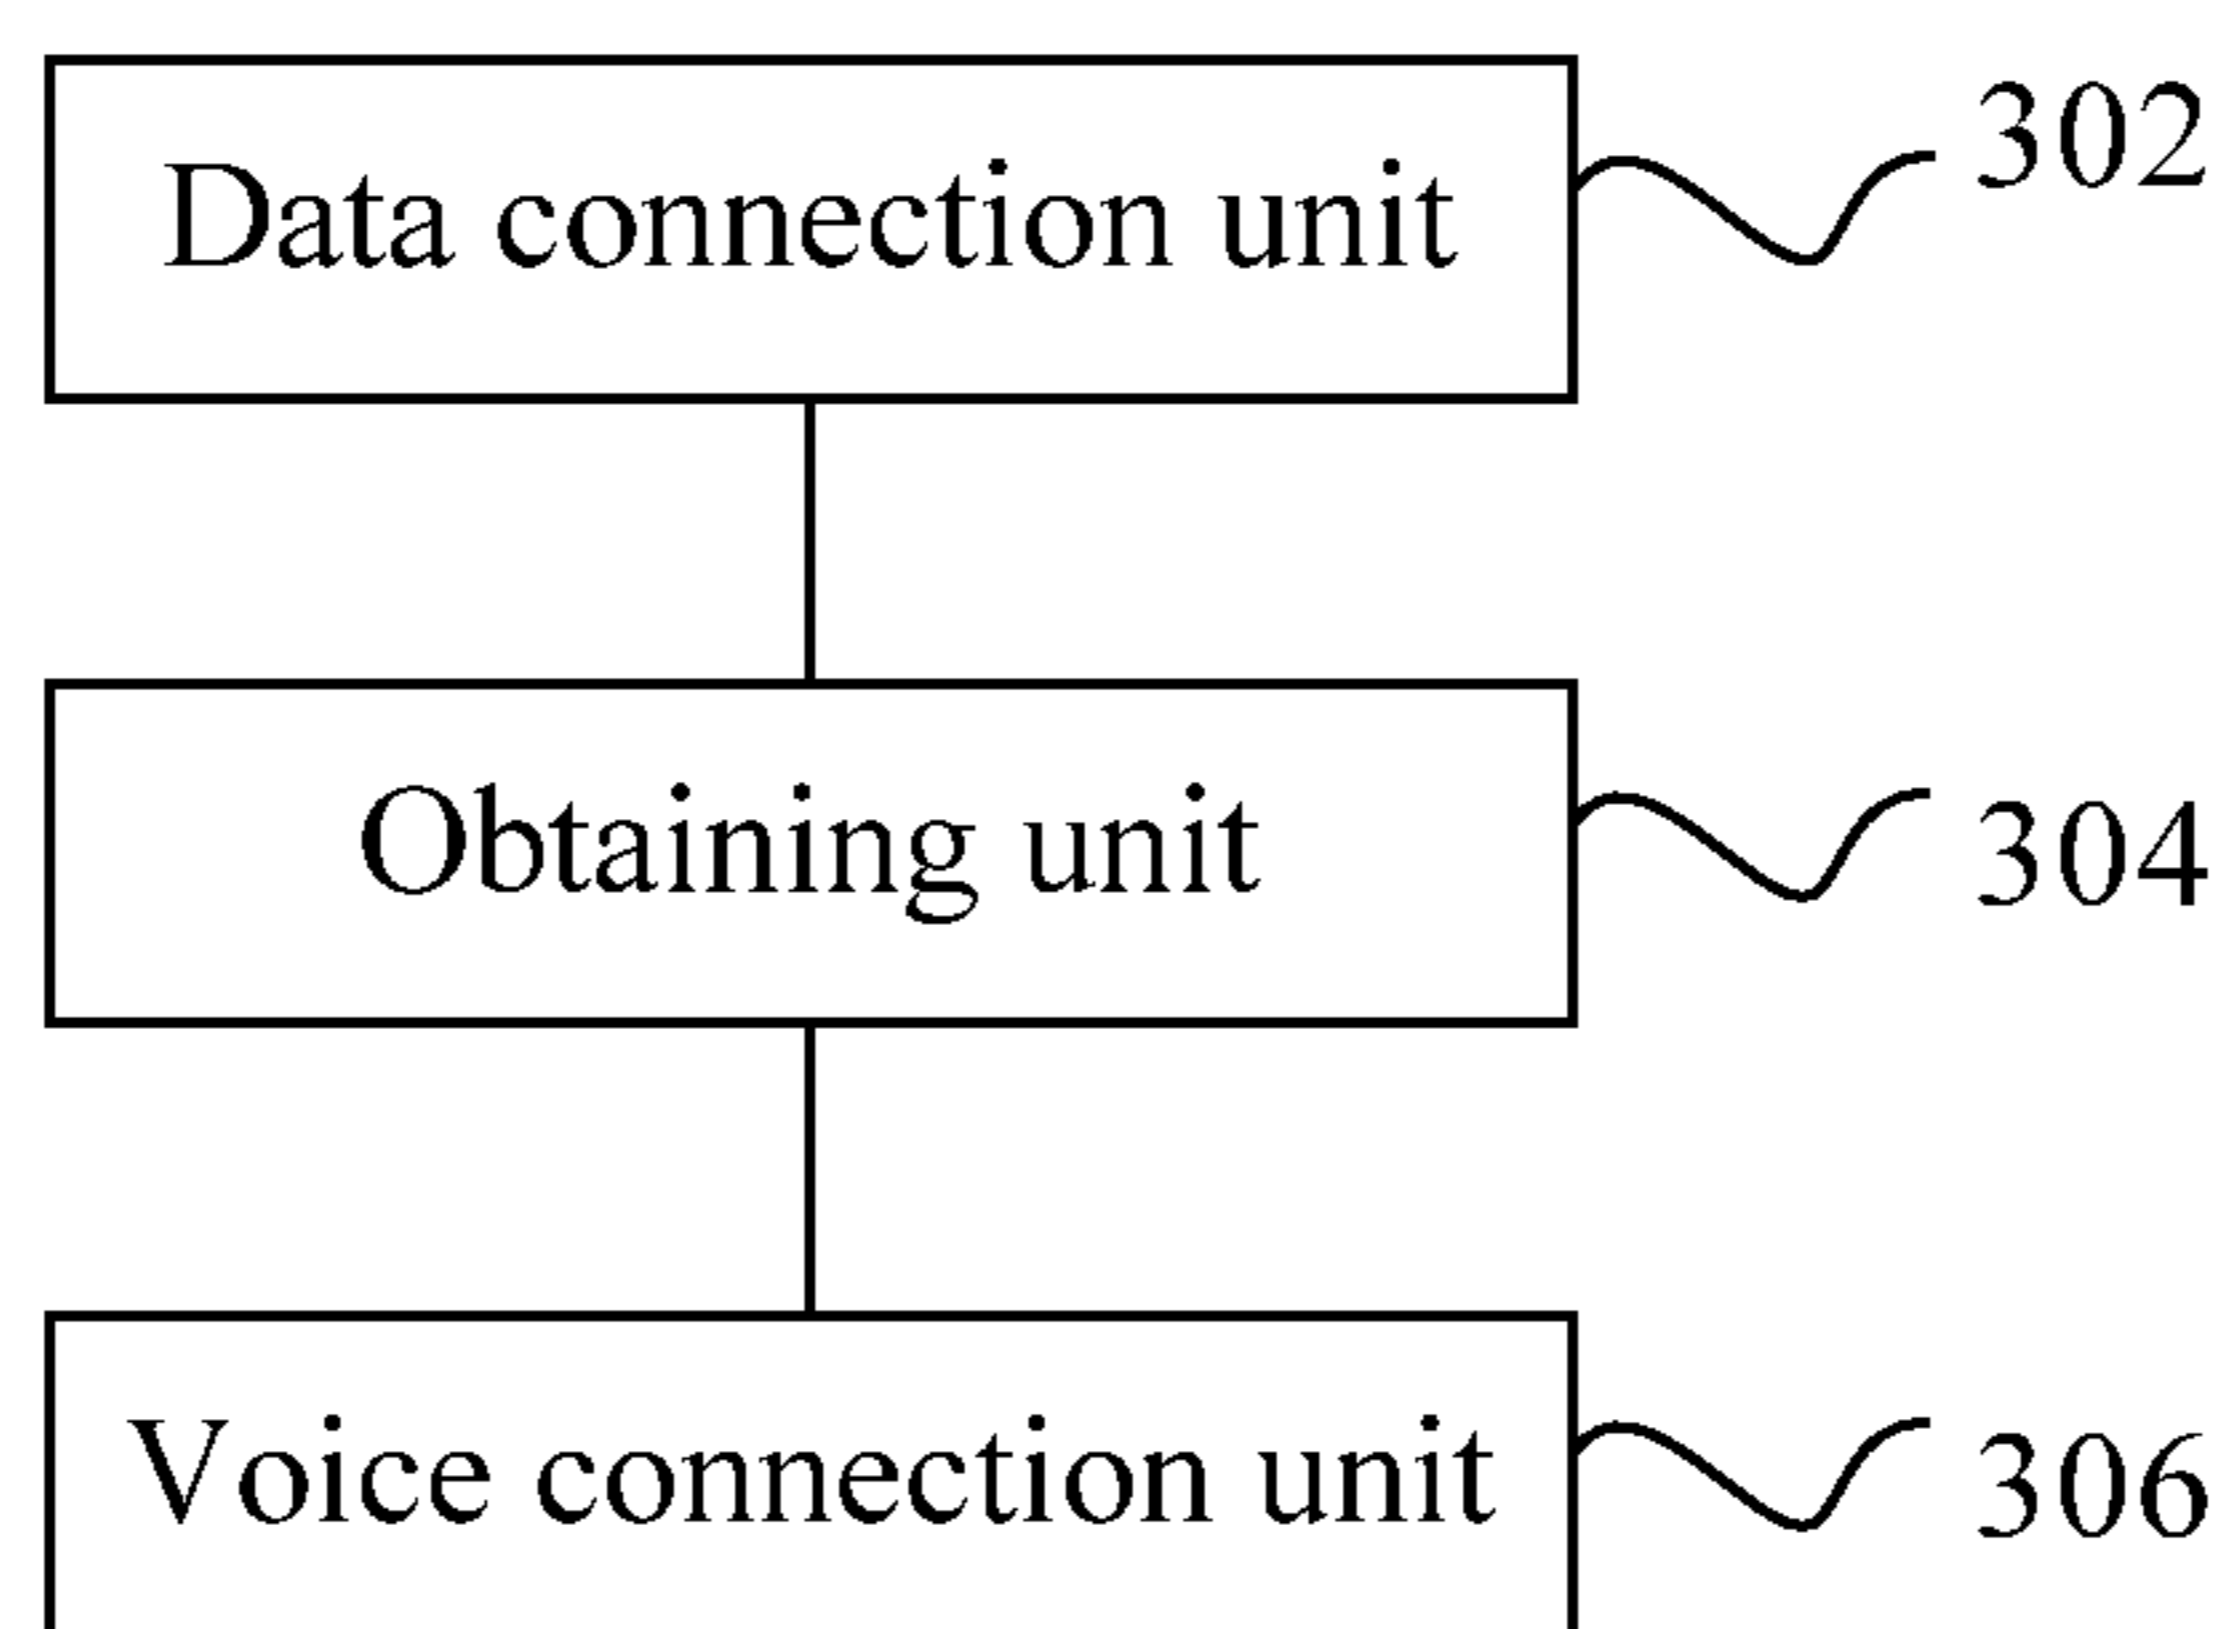 Data connection unit
302
Obtaining unit
304
Voice connection unit
306